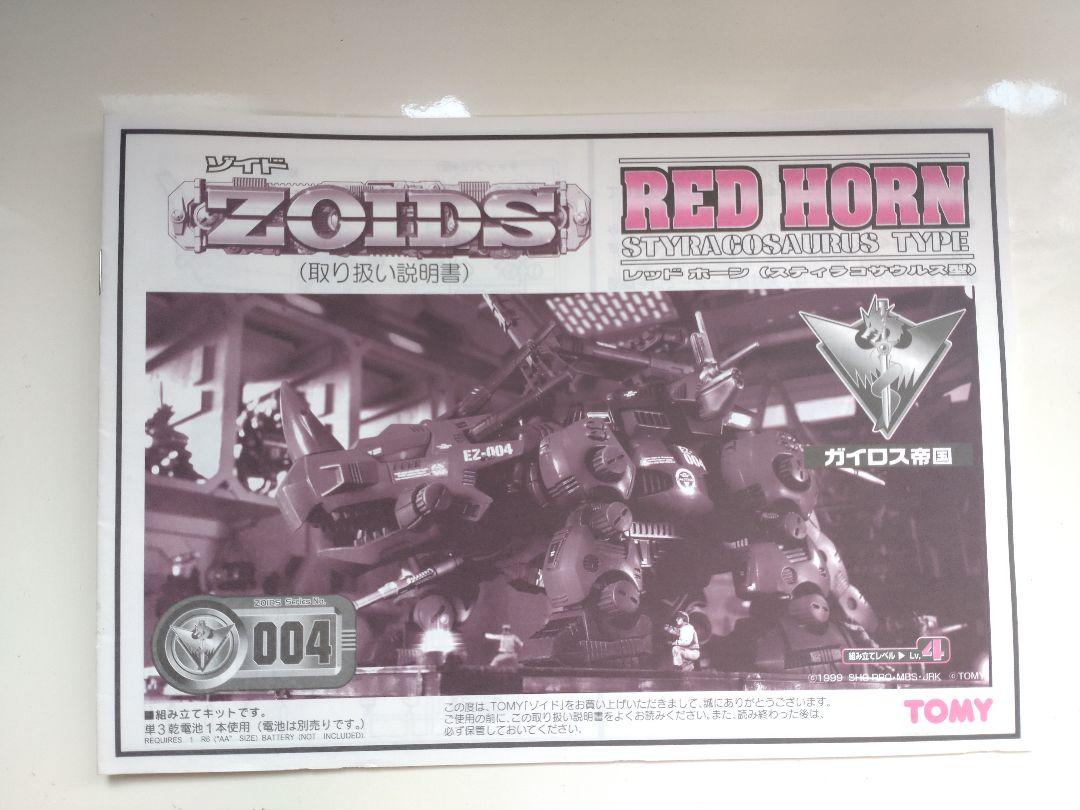 ゾイド
ZOIDS
(取り扱い説明書)
RED HORN
STYRACOSAURUS TYPE
レッド ホーン (スティラコサウルス型)
EZ-004
004
ガイロス帝国
ZOIDS Series No.
004
組み立てレベル ▶ Lv. 4
©1999 SHO-PRO・MBS・JRK ©TOMY
■組み立てキットです。
単3乾電池1本使用 (電池は別売りです。)
REQUIRES 1 R6 ("AA" SIZE) BATTERY (NOT INCLUDED).
この度は、TOMY「ゾイド」をお買い上げいただきまして、誠にありがとうございます。
ご使用の前に、この取り扱い説明書をよくお読みください。また、読み終わった後は、
必ず保管しておいてください。
TOMY